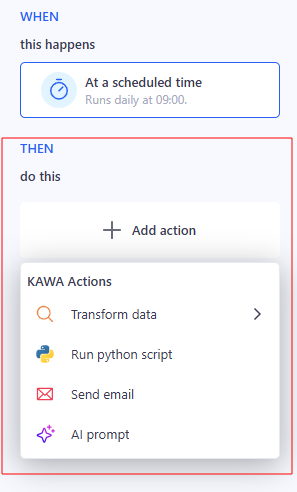 WHEN
this happens
At a scheduled time
Runs daily at 09:00.
THEN
do this
Add action
KAWA Actions
Transform data
Run python script
Send email
AI prompt